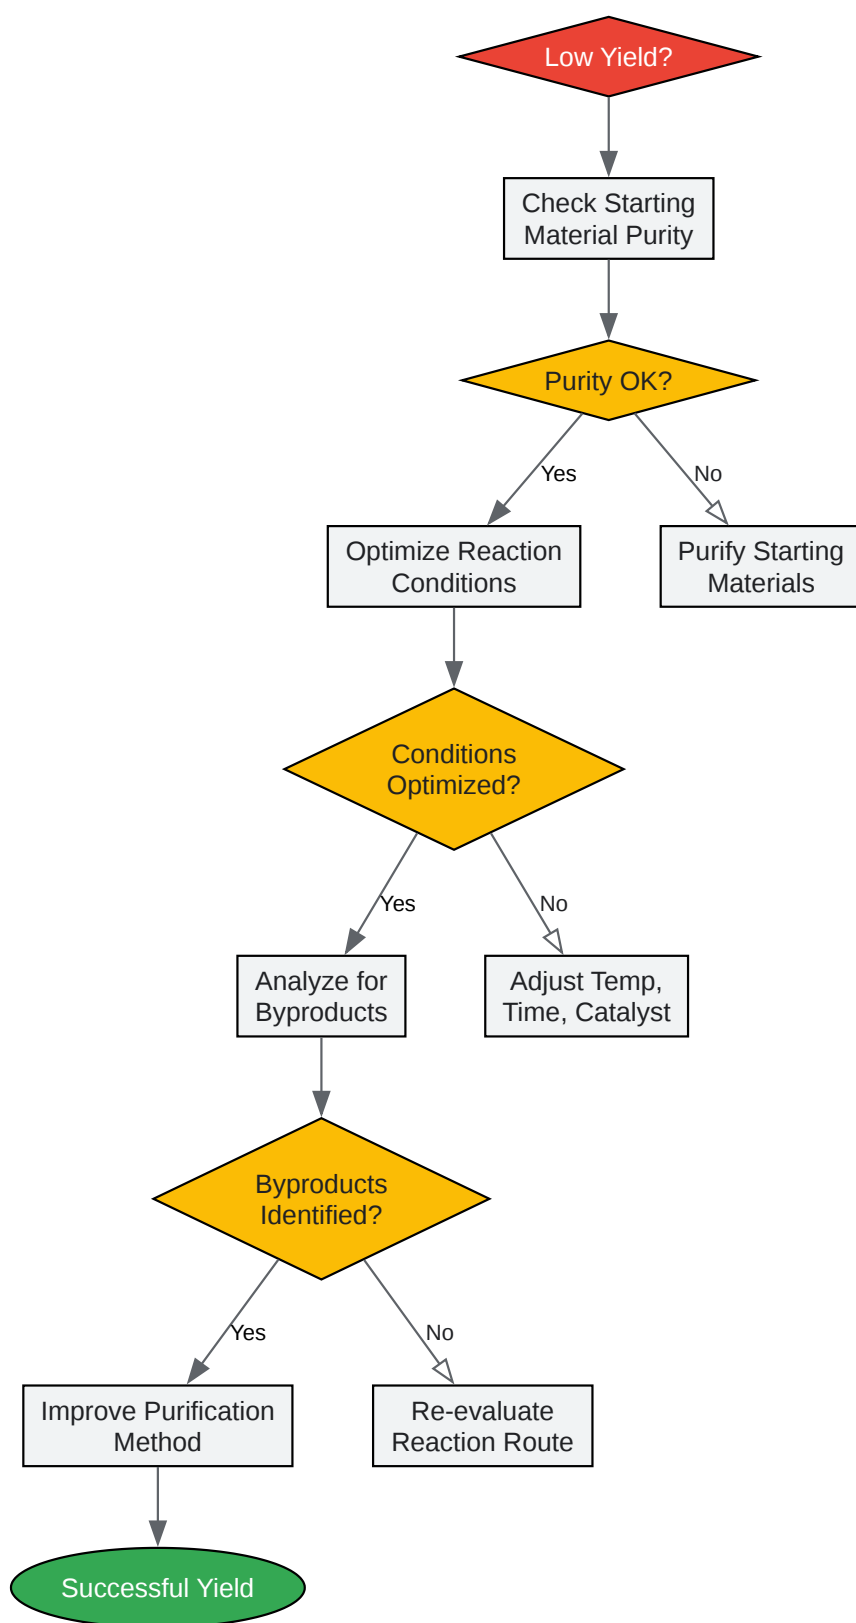 Low Yield?
Check Starting
Material Purity
Purity OK?
Yes
No
Optimize Reaction
Conditions
Purify Starting
Materials
Conditions
Optimized?
Yes
No
Analyze for
Byproducts
Adjust Temp,
Time, Catalyst
Byproducts
Identified?
Yes
No
Improve Purification
Method
Re-evaluate
Reaction Route
Successful Yield